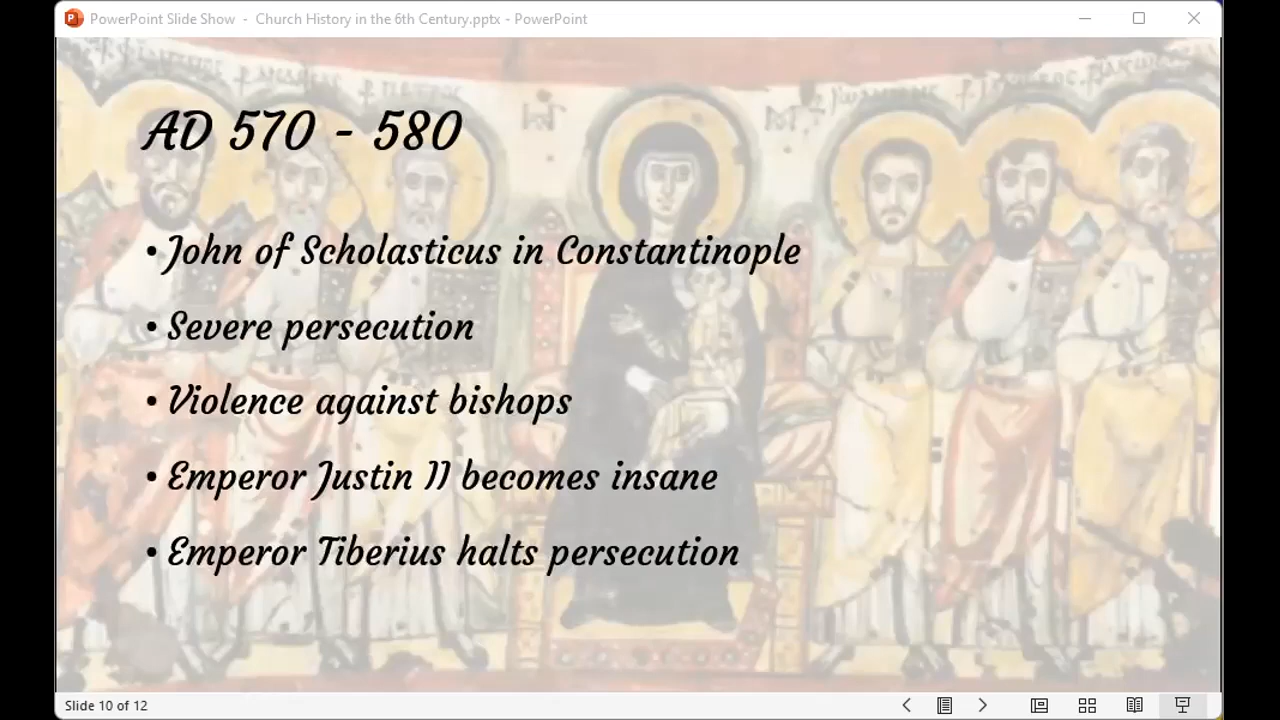 PowerPoint Slide Show - Church History in the 6th Century.pptx - PowerPoint
AD 570 - 580
• John of Scholasticus in Constantinople
• Severe persecution
• Violence against bishops
• Emperor Justin II becomes insane
• Emperor Tiberius halts persecution
Slide 10 of 12